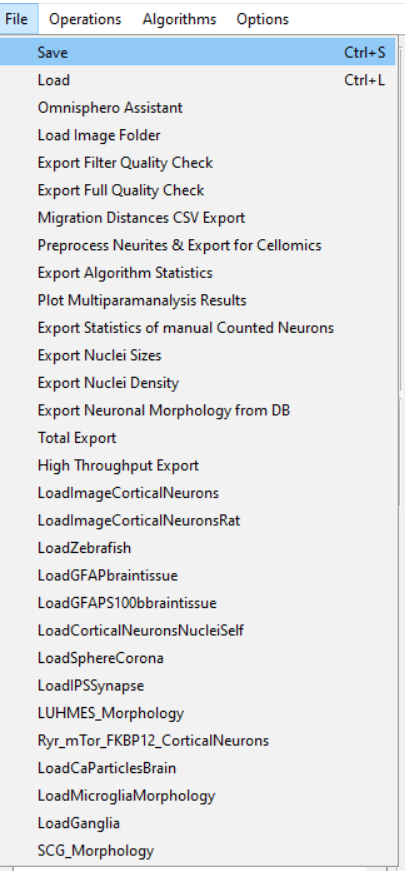 File Operations Algorithms Options
Save Ctrl+S
Load Ctrl+L
Omnisphero Assistant
Load Image Folder
Export Filter Quality Check
Export Full Quality Check
Migration Distances CSV Export
Preprocess Neurites & Export for Cellomics
Export Algorithm Statistics
Plot Multiparamanalysis Results
Export Statistics of manual Counted Neurons
Export Nuclei Sizes
Export Nuclei Density
Export Neuronal Morphology from DB
Total Export
High Throughput Export
LoadImageCorticalNeurons
LoadImageCorticalNeuronsRat
LoadZebrafish
LoadGFAPbraintissue
LoadGFAPS100bbraintissue
LoadCorticalNeuronsNucleiSelf
LoadSphereCorona
LoadIPSSynapse
LUHMES_Morphology
Ryr_mTor_FKBP12_CorticalNeurons
LoadCaParticlesBrain
LoadMicrogliaMorphology
LoadGanglia
SCG_Morphology